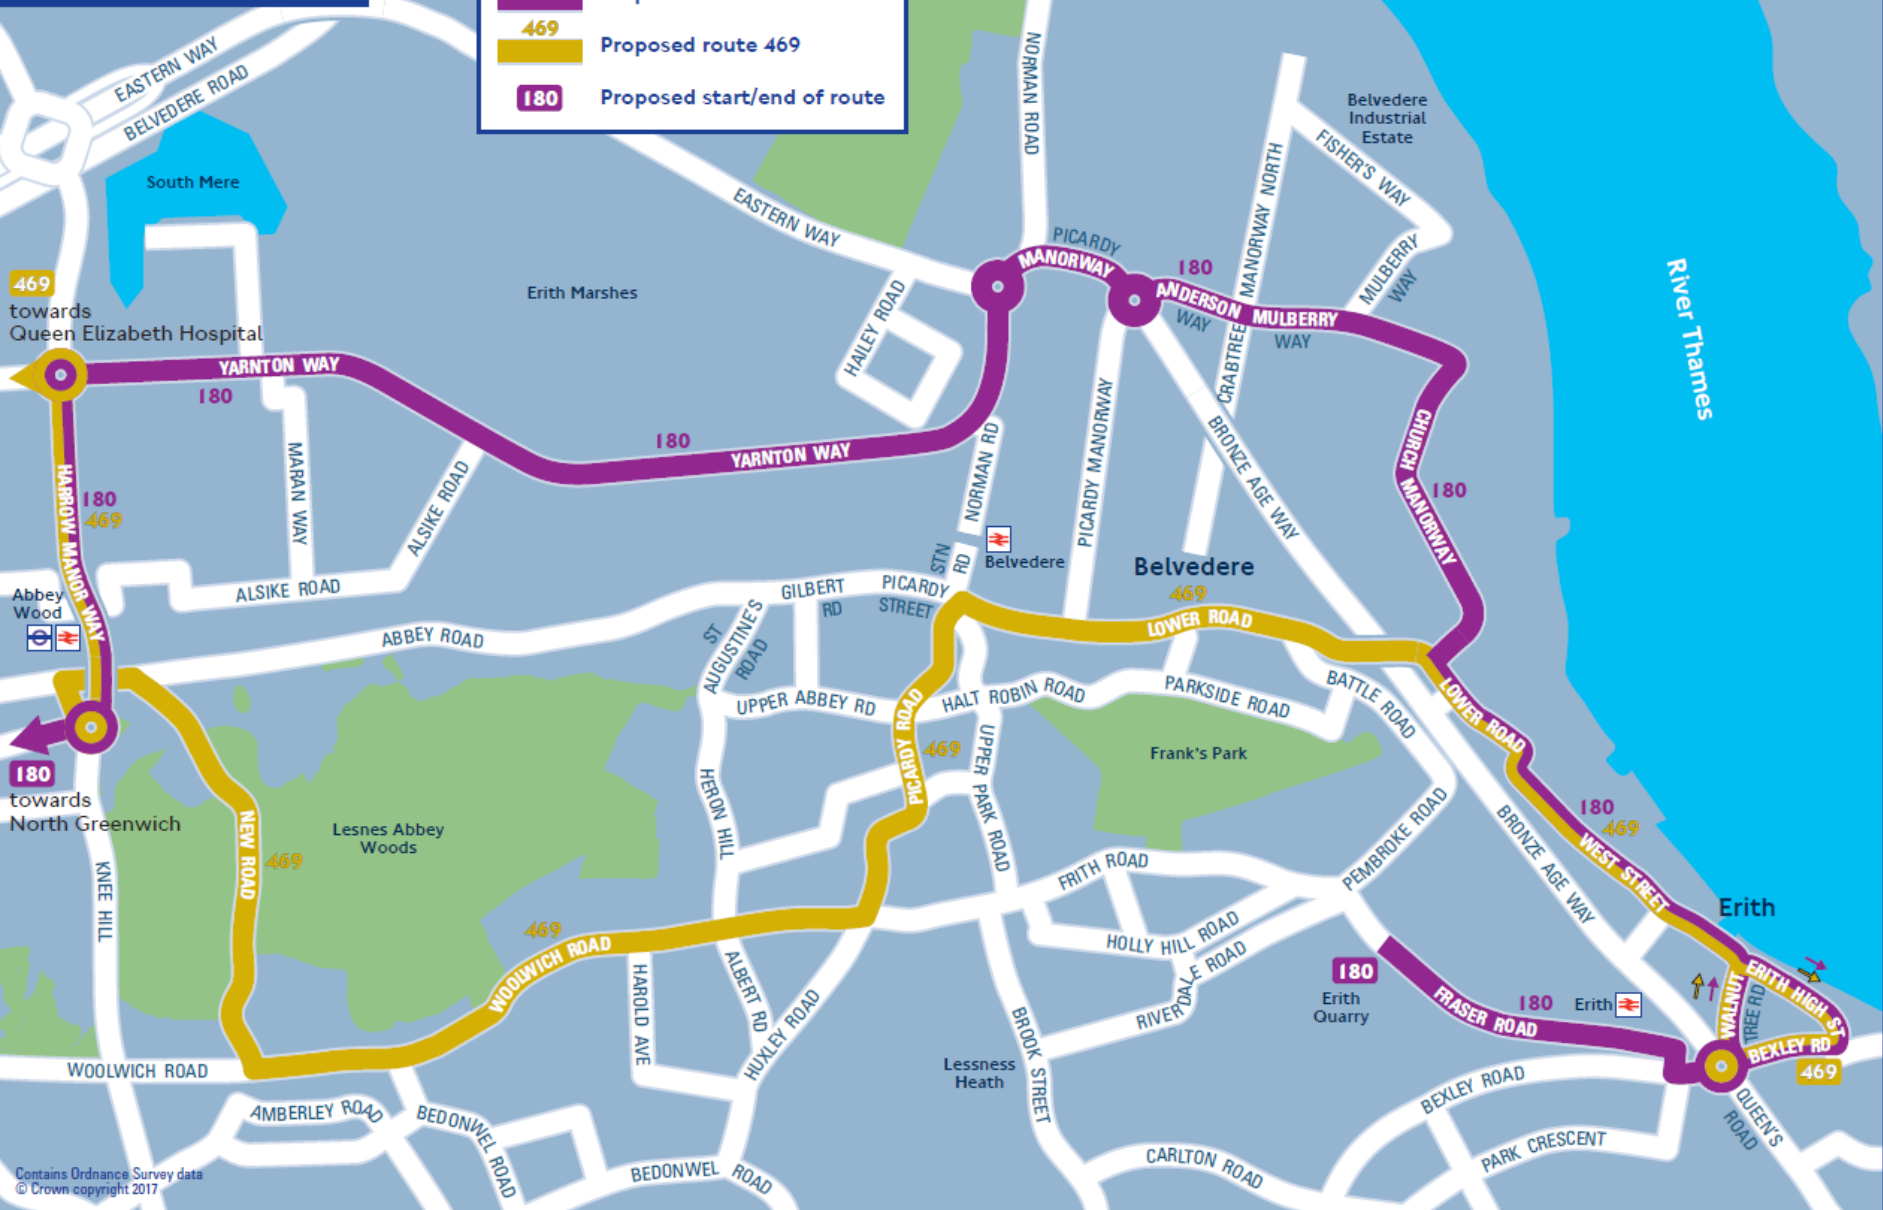 469
Proposed route 469
180
Proposed start/end of route
EASTERN WAY
BELVEDERE ROAD
South Mere
NORMAN ROAD
Belvedere
Industrial
Estate
FISHER'S WAY
MANORWAY NORTH
CRABTREE
MULBERRY
WAY
EASTERN WAY
PICARDY
MANORWAY
180
ANDERSON
WAY
MULBERRY
WAY
River Thames
469
towards
Queen Elizabeth Hospital
Erith Marshes
HAILEY ROAD
YARNTON WAY
180
180
YARNTON WAY
HARROW MANOR WAY
180
469
MARAN WAY
ALSIKE ROAD
NORMAN RD
PICARDY MANORWAY
BRONZE AGE WAY
CHURCH MANORWAY
180
STN
RD
Belvedere
Belvedere
469
LOWER ROAD
Abbey
Wood
ALSIKE ROAD
ABBEY ROAD
GILBERT
RD
PICARDY
STREET
ST
AUGUSTINES
ROAD
UPPER ABBEY RD
HALT ROBIN ROAD
PARKSIDE ROAD
BATTLE ROAD
LOWER ROAD
180
towards
North Greenwich
NEW ROAD
469
Lesnes Abbey
Woods
HERON HILL
PICARDY ROAD
469
UPPER PARK ROAD
Frank's Park
PEMBROKE ROAD
BRONZE AGE WAY
180
469
WEST STREET
Erith
KNEE HILL
FRITH ROAD
HOLLY HILL ROAD
RIVERDALE ROAD
469
WOOLWICH ROAD
HAROLD AVE
ALBERT RD
HUXLEY ROAD
BROOK STREET
Lessness
Heath
180
Erith
Quarry
FRASER ROAD
180
Erith
WALNUT
TREE RD
ERITH HIGH ST
BEXLEY RD
469
WOOLWICH ROAD
AMBERLEY ROAD
BEDONWEL ROAD
BEDONWEL ROAD
CARLTON ROAD
BEXLEY ROAD
PARK CRESCENT
QUEEN'S
ROAD
Contains Ordnance Survey data
© Crown copyright 2017